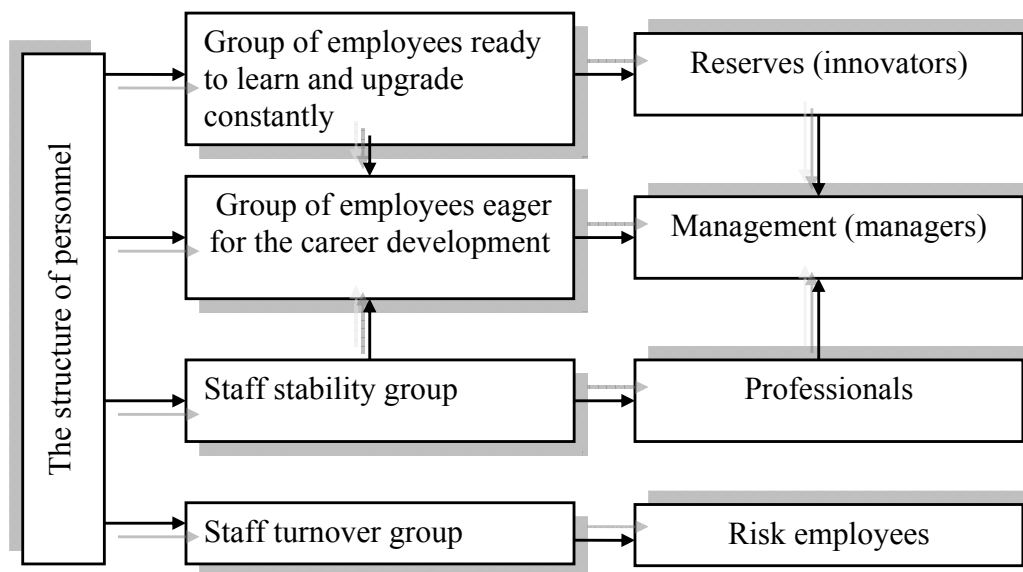 The structure of personnel
Group of employees ready
to learn and upgrade
constantly
Reserves (innovators)
Group of employees eager
for the career development
Management (managers)
Staff stability group
Professionals
Staff turnover group
Risk employees